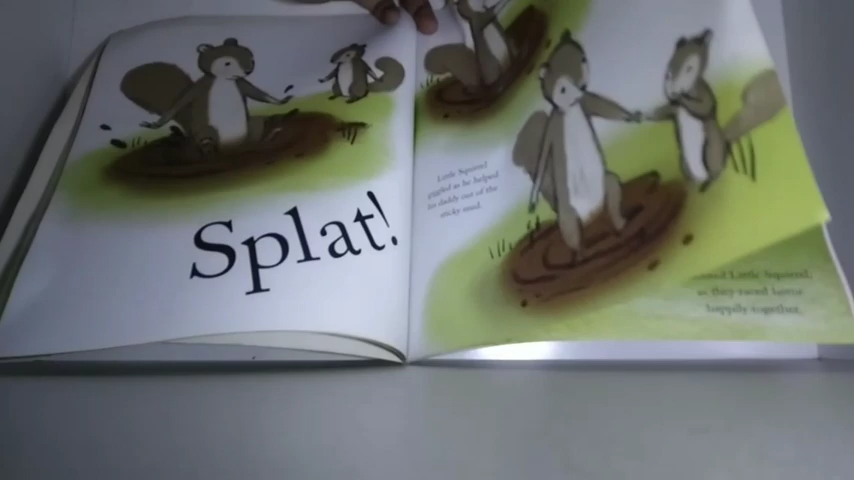 Splat!
Little Squirrel
giggled as he helped
his daddy out of the
sticky mud.
Little Squirrel,
as they raced home
happily together.